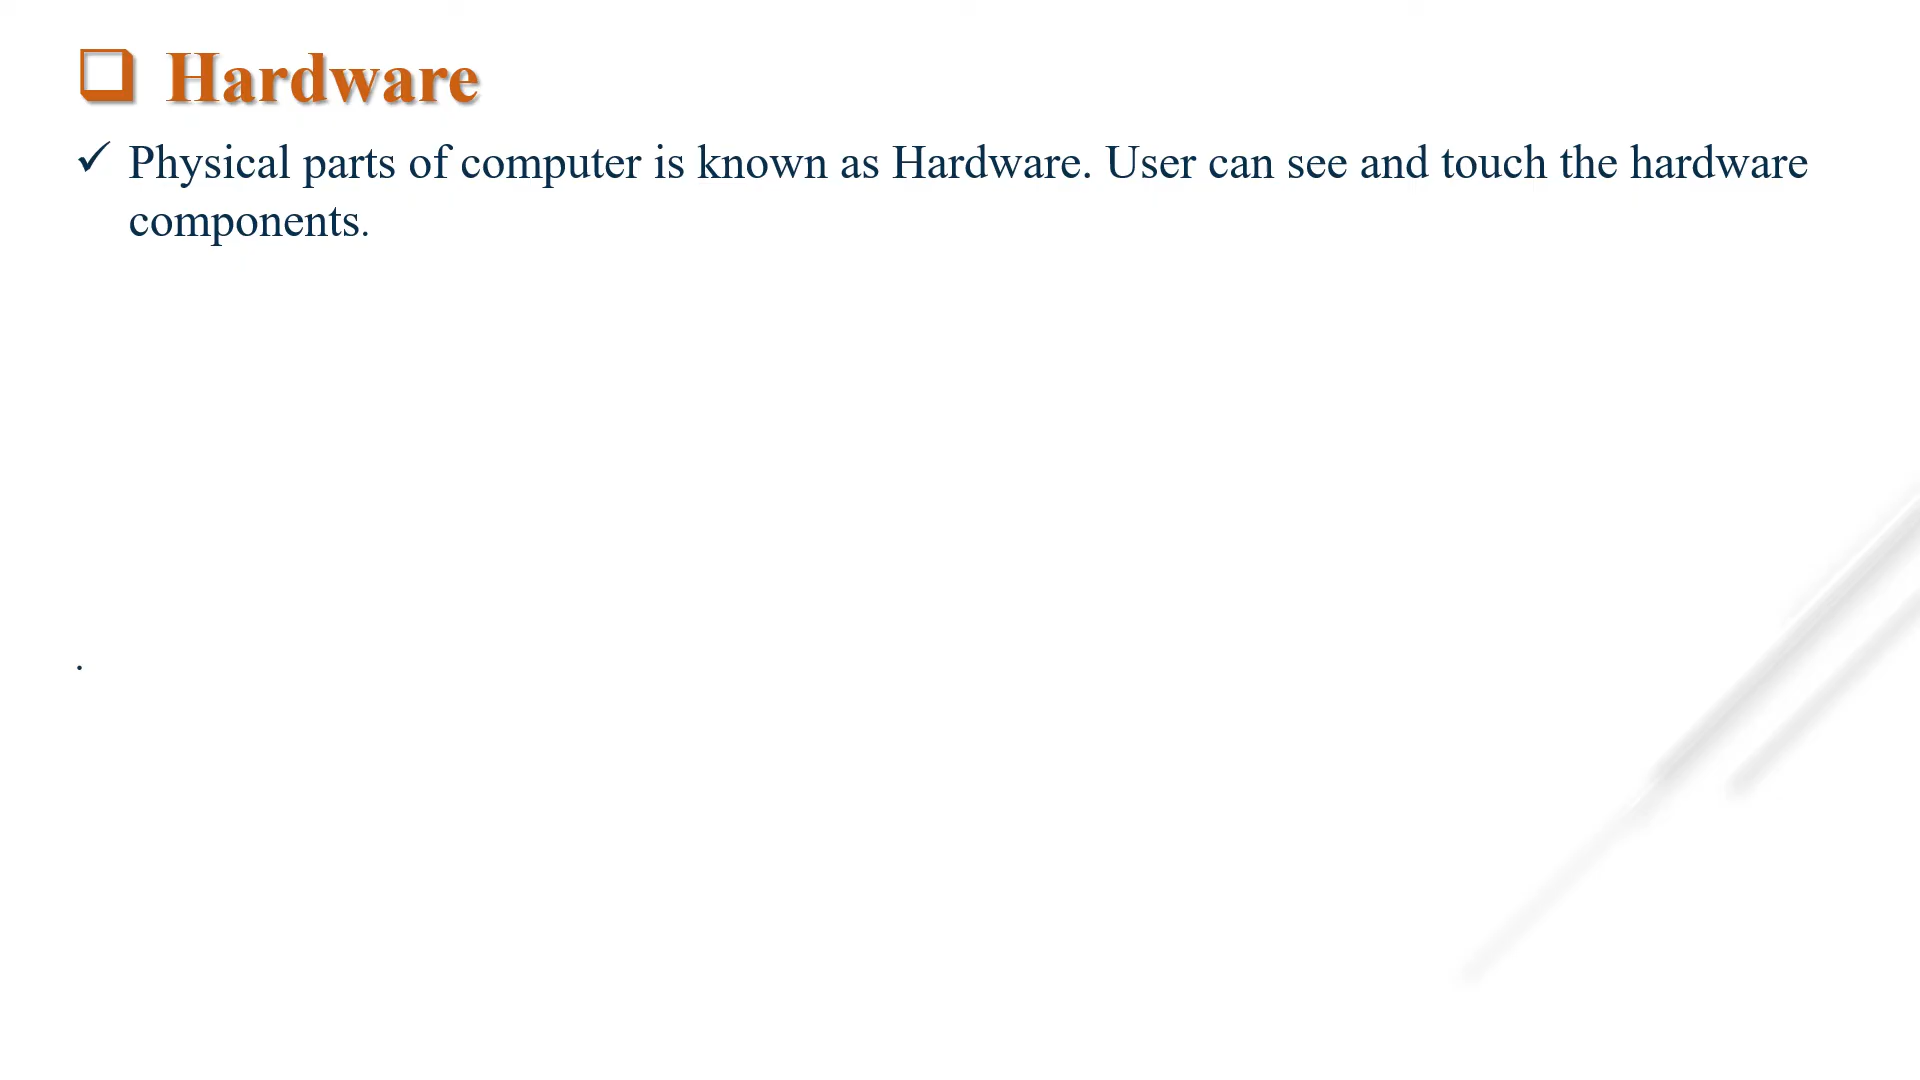 ❑ Hardware
✓ Physical parts of computer is known as Hardware. User can see and touch the hardware
components.
.